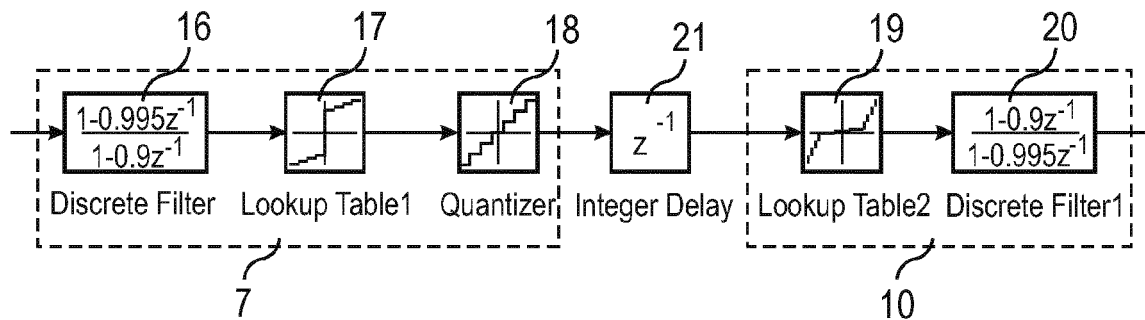 16
17
18
21
19
20
1-0.995z⁻¹
1-0.9z⁻¹
z⁻¹
1-0.9z⁻¹
1-0.995z⁻¹
Discrete Filter
Lookup Table1
Quantizer
Integer Delay
Lookup Table2
Discrete Filter1
7
10